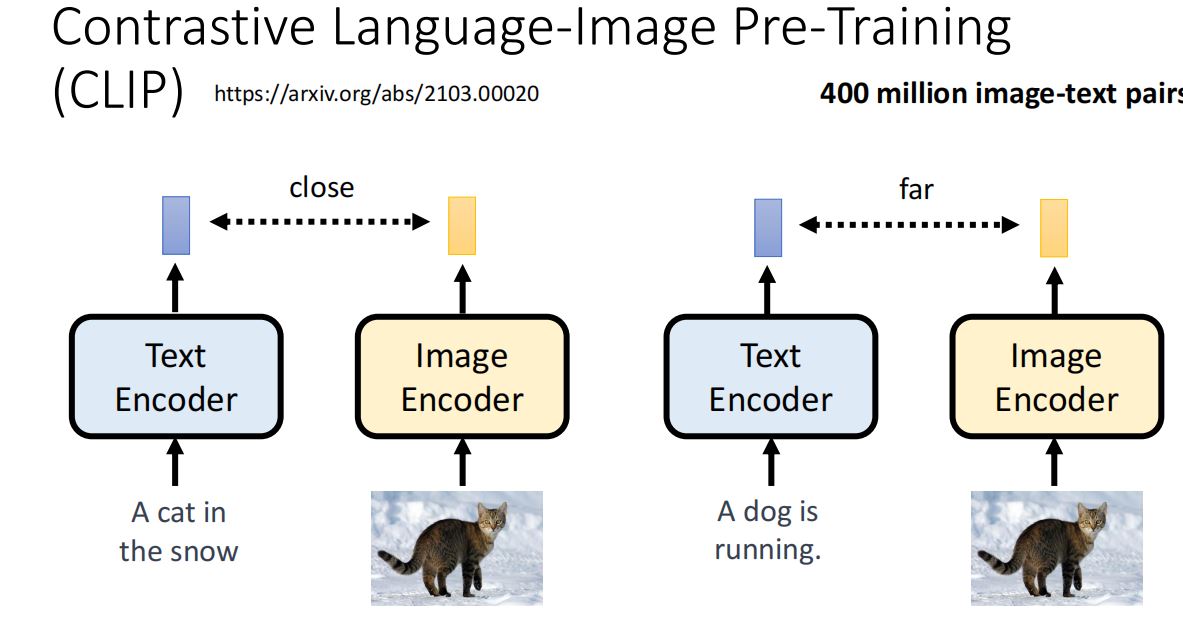 Contrastive Language-Image Pre-Training
(CLIP) https://arxiv.org/abs/2103.00020 400 million image-text pairs
close
far
Text
Encoder
Image
Encoder
Text
Encoder
Image
Encoder
A cat in
the snow
A dog is
running.